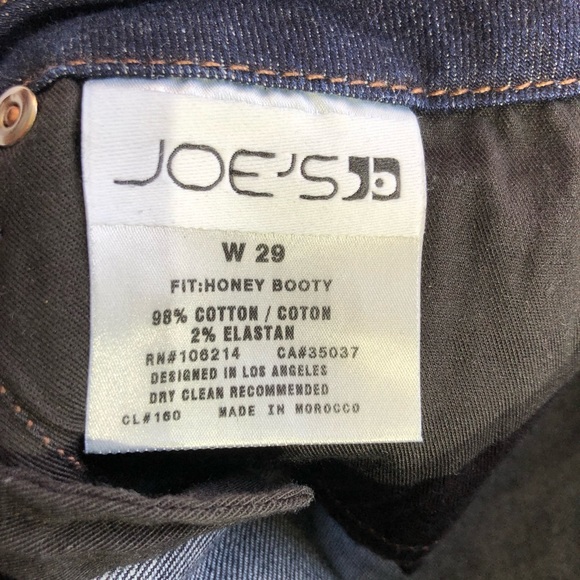 JOE'S
W 29
FIT:HONEY BOOTY
98% COTTON / COTON
2% ELASTAN
RN#106214 CA#35037
DESIGNED IN LOS ANGELES
DRY CLEAN RECOMMENDED
CL#160 MADE IN MOROCCO